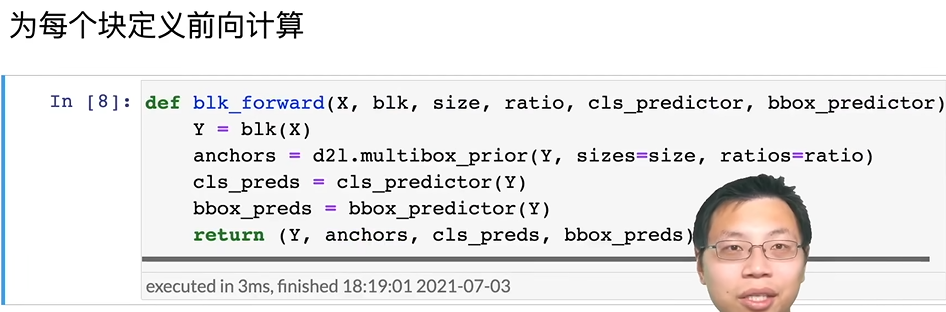 为每个块定义前向计算
In [8]: def blk_forward(X, blk, size, ratio, cls_predictor, bbox_predictor)
Y = blk(X)
anchors = d2l.multibox_prior(Y, sizes=size, ratios=ratio)
cls_preds = cls_predictor(Y)
bbox_preds = bbox_predictor(Y)
return (Y, anchors, cls_preds, bbox_preds)
executed in 3ms, finished 18:19:01 2021-07-03